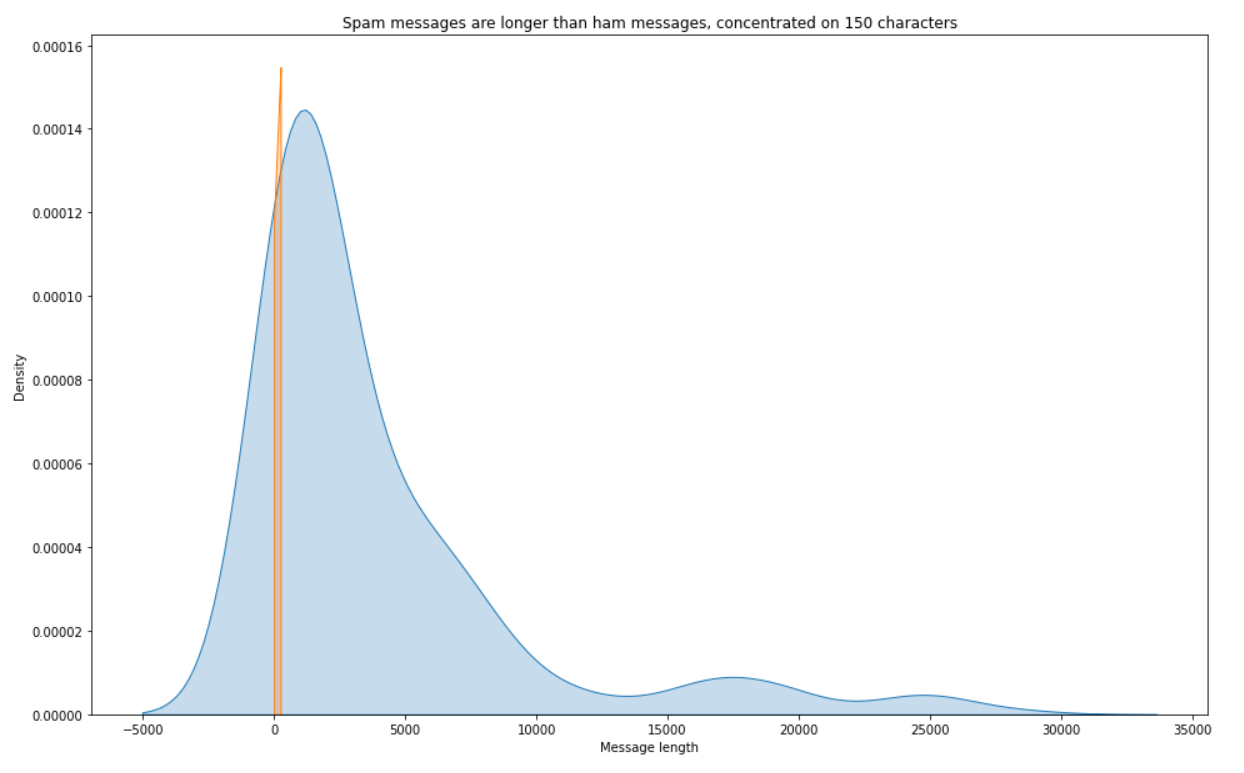 Spam messages are longer than ham messages, concentrated on 150 characters
0.00016
0.00014
0.00012
0.00010
0.00008
0.00006
0.00004
0.00002
0.00000
Density
−5000 0 5000 10000 15000 20000 25000 30000 35000
Message length